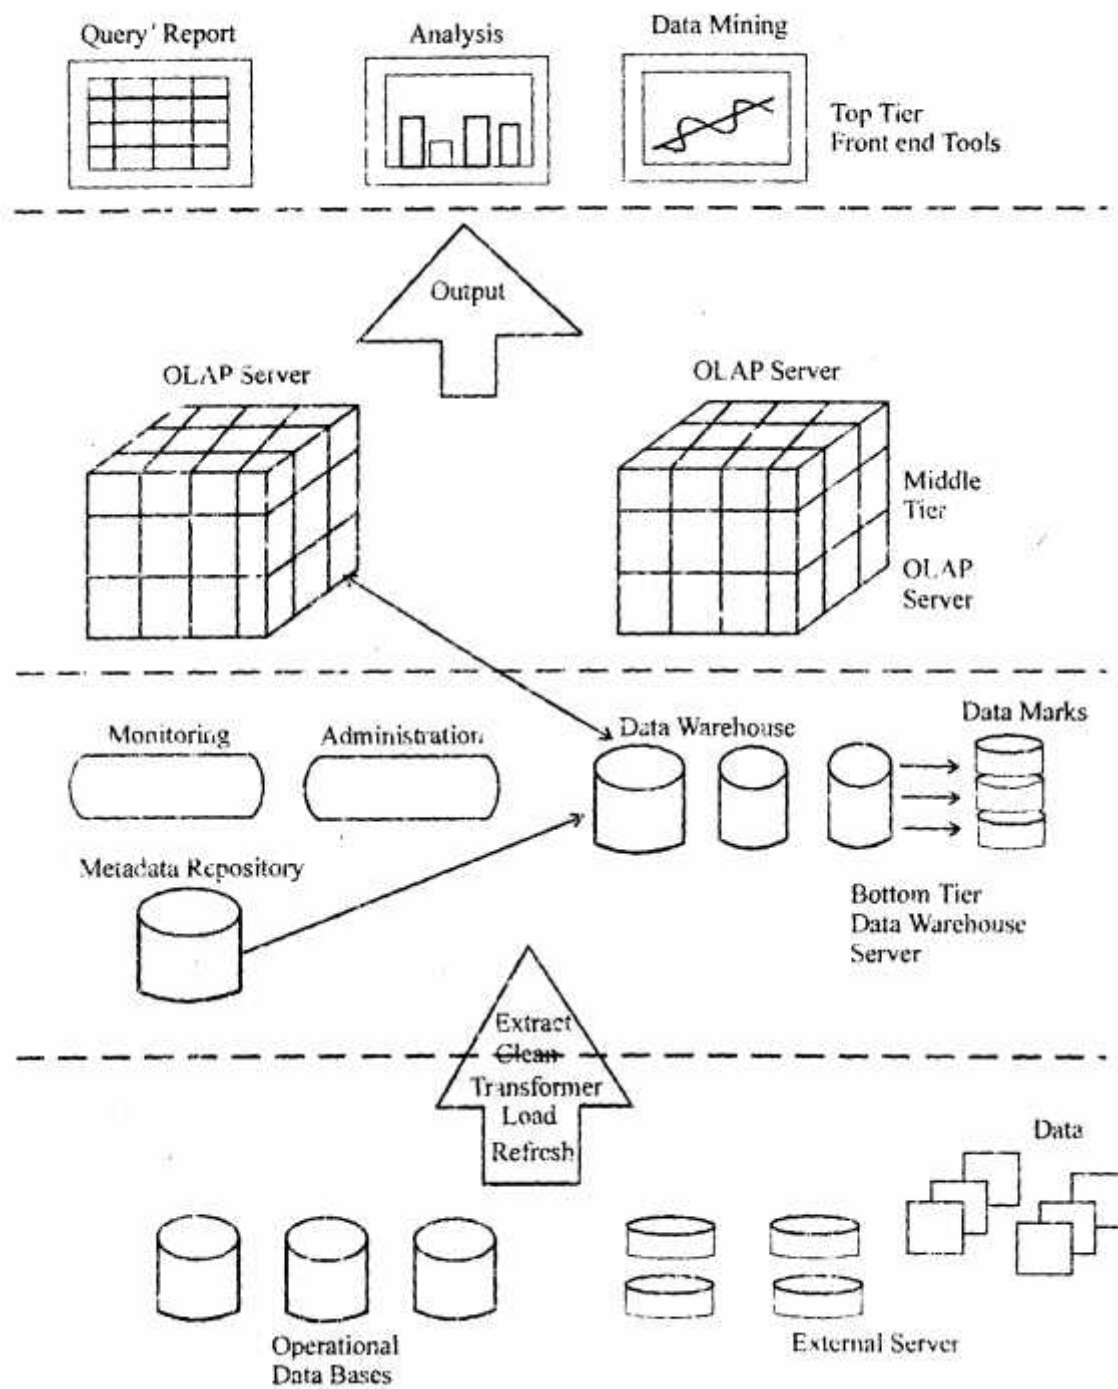 Query' Report
Analysis
Data Mining
Top Tier
Front end Tools
Output
OLAP Server
OLAP Server
Middle
Tier
OLAP
Server
Monitoring
Administration
Data Warehouse
Data Marks
Metadata Repository
Bottom Tier
Data Warehouse
Server
Extract
Clean
Transformer
Load
Refresh
Data
Operational
Data Bases
External Server